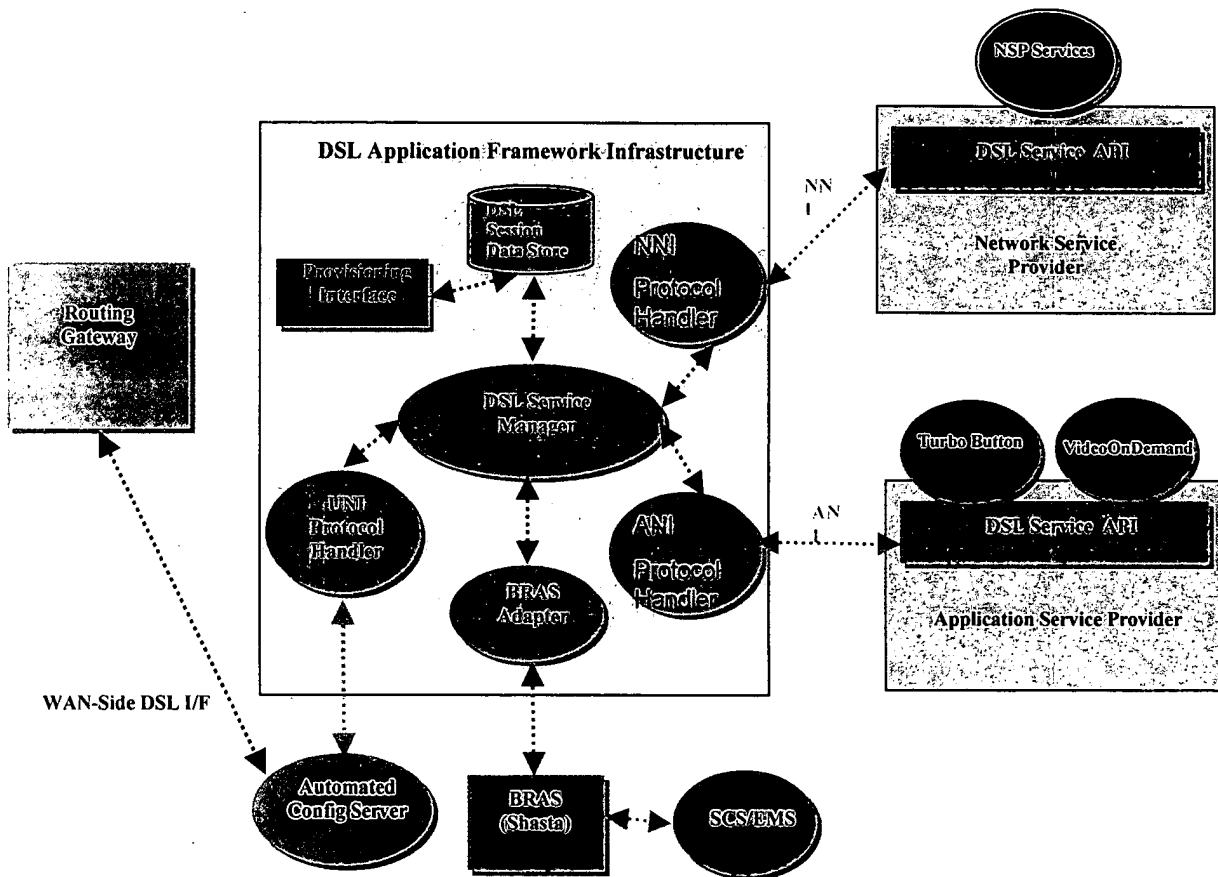 NSP Services
DSL Service API
Network Service
Provider
DSL Application Framework Infrastructure
NN
I
DSL
Session
Data Store
NNI
Protocol
Handler
Provisioning
Interface
Routing
Gateway
DSL Service
Manager
Turbo Button
VideoOnDemand
DSL Service API
Application Service Provider
AN
I
UNI
Protocol
Handler
ANI
Protocol
Handler
BRAS
Adapter
WAN-Side DSL I/F
Automated
Config Server
BRAS
(Shasta)
SCS/EMS